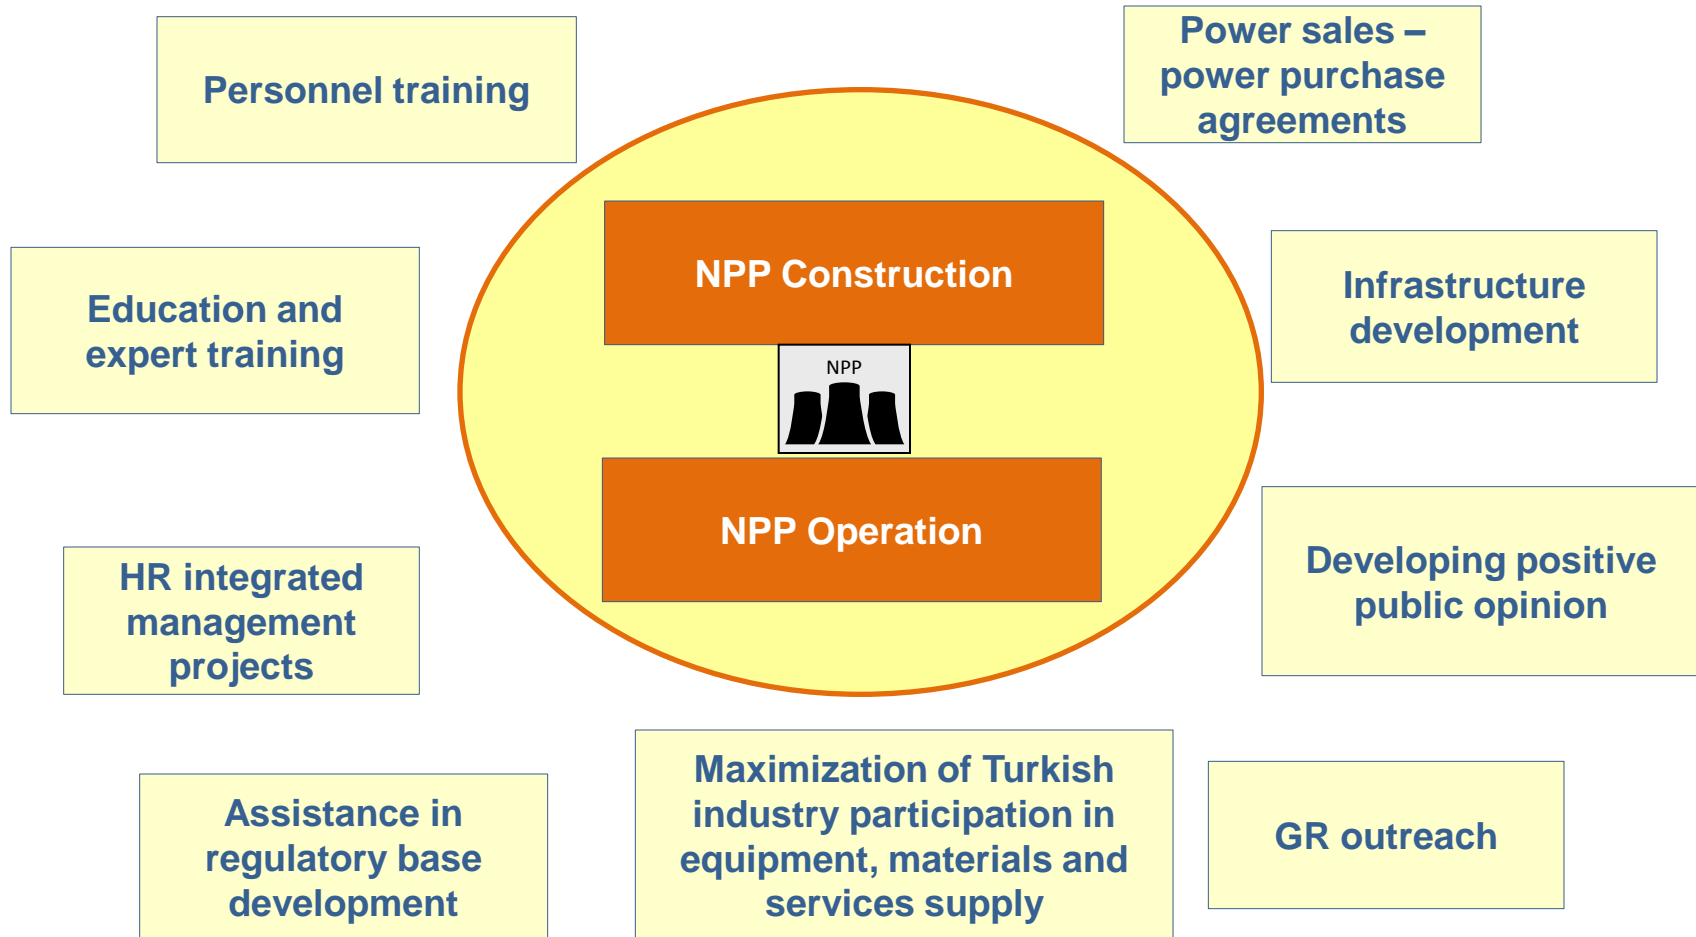 Personnel training
Power sales –
power purchase
agreements
NPP Construction
Education and
expert training
Infrastructure
development
NPP
NPP Operation
HR integrated
management
projects
Developing positive
public opinion
Assistance in
regulatory base
development
Maximization of Turkish
industry participation in
equipment, materials and
services supply
GR outreach